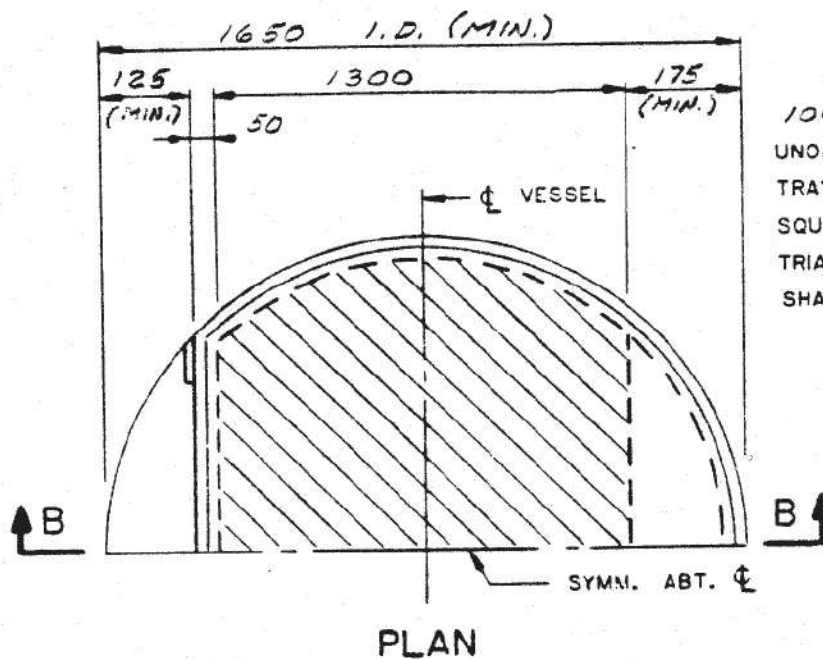 1650 I.D. (MIN.)
125 1300 175
(MIN.) (MIN.)
50
UNO
TRA
SQU
TRIA
SHA
℄ VESSEL
B B
SYMM. ABT. ℄
PLAN